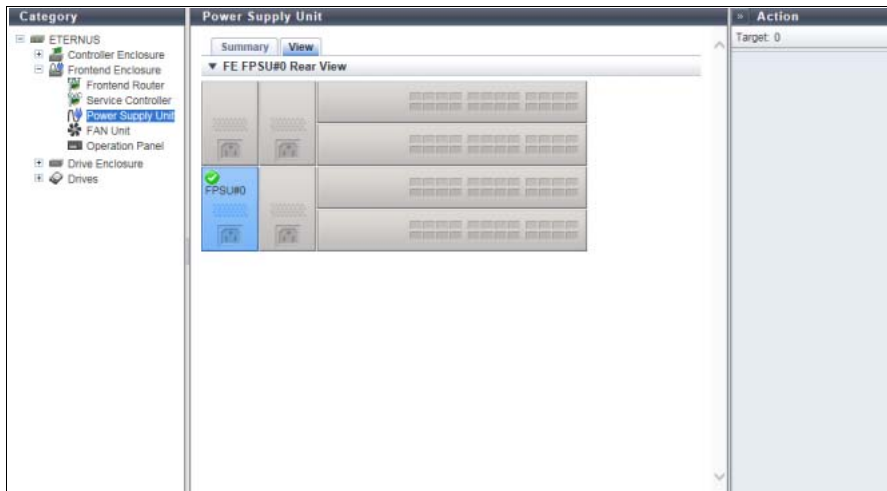 Category
ETERNUS
Controller Enclosure
Frontend Enclosure
Frontend Router
Service Controller
Power Supply Unit
FAN Unit
Operation Panel
Drive Enclosure
Drives
Power Supply Unit
Summary View
▼ FE FPSU#0 Rear View
FPSU#0
» Action
Target: 0